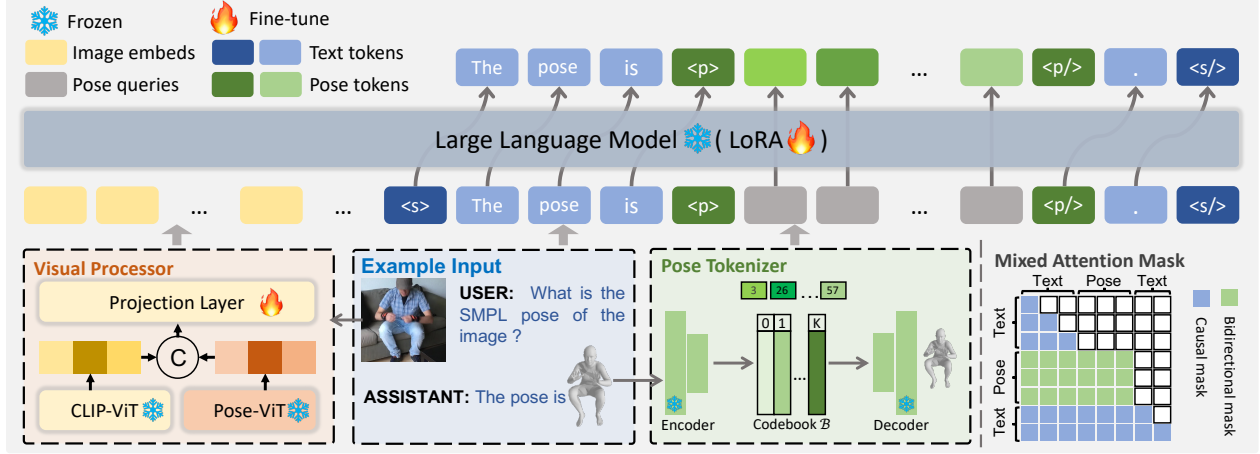 Frozen
Fine-tune
Image embeds
Text tokens
Pose queries
Pose tokens
The pose is <p> ... <p/> . <s/>
Large Language Model ( LoRA )
... ... <s> The pose is <p> ... <p/> . <s/>
Visual Processor
Projection Layer
C
CLIP-ViT
Pose-ViT
Example Input
USER: What is the
SMPL pose of the
image ?
ASSISTANT: The pose is
Pose Tokenizer
3 26 ... 57
0 1 K
...
Encoder
Codebook ℬ
Decoder
Mixed Attention Mask
Text Pose Text
Text
Pose
Text
Causal mask
Bidirectional mask